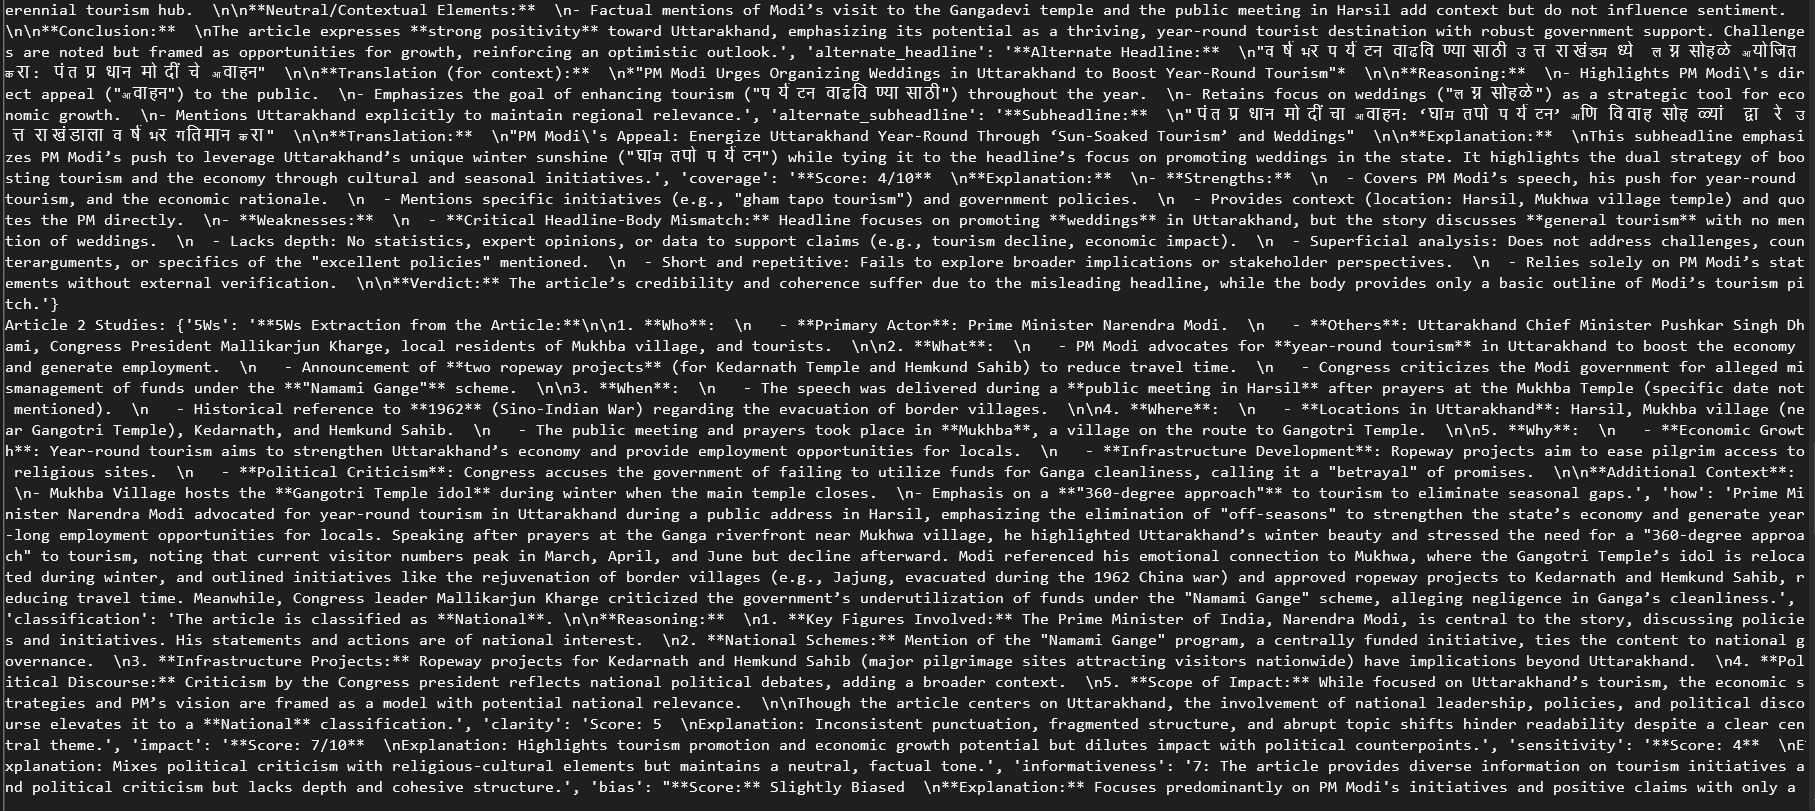 erennial tourism hub.  \n\n**Neutral/Contextual Elements:**  \n- Factual mentions of Modi’s visit to the Gangadevi temple and the public meeting in Harsil add context but do not influence sentiment.
\n\n**Conclusion:**  \nThe article expresses **strong positivity** toward Uttarakhand, emphasizing its potential as a thriving, year-round tourist destination with robust government support. Challenge
s are noted but framed as opportunities for growth, reinforcing an optimistic outlook.', 'alternate_headline': '**Alternate Headline:**  \n"वर्षभर पर्यटन वाढविण्यासाठी उत्तराखंडमध्ये लग्न सोहळे आयोजित
करा: पंतप्रधान मोदींचे आवाहन"  \n\n**Translation (for context):**  \n*"PM Modi Urges Organizing Weddings in Uttarakhand to Boost Year-Round Tourism"*  \n\n**Reasoning:**  \n- Highlights PM Modi\'s dir
ect appeal ("आवाहन") to the public.  \n- Emphasizes the goal of enhancing tourism ("पर्यटन वाढविण्यासाठी") throughout the year.  \n- Retains focus on weddings ("लग्न सोहळे") as a strategic tool for eco
nomic growth.  \n- Mentions Uttarakhand explicitly to maintain regional relevance.', 'alternate_subheadline': '**Subheadline:**  \n"पंतप्रधान मोदींचा आवाहन: ‘घाम तपो पर्यटन’ आणि विवाह सोहळ्यांद्वारे उ
त्तराखंडाला वर्षभर गतिमान करा"  \n\n**Translation:**  \n"PM Modi\'s Appeal: Energize Uttarakhand Year-Round Through ‘Sun-Soaked Tourism’ and Weddings"  \n\n**Explanation:**  \nThis subheadline emphasi
zes PM Modi’s push to leverage Uttarakhand’s unique winter sunshine ("घाम तपो पर्यटन") while tying it to the headline’s focus on promoting weddings in the state. It highlights the dual strategy of boo
sting tourism and the economy through cultural and seasonal initiatives.', 'coverage': '**Score: 4/10**  \n**Explanation:**  \n- **Strengths:**  \n  - Covers PM Modi’s speech, his push for year-round
tourism, and the economic rationale.  \n  - Mentions specific initiatives (e.g., "gham tapo tourism") and government policies.  \n  - Provides context (location: Harsil, Mukhwa village temple) and quo
tes the PM directly.  \n- **Weaknesses:**  \n  - **Critical Headline-Body Mismatch:** Headline focuses on promoting **weddings** in Uttarakhand, but the story discusses **general tourism** with no men
tion of weddings.  \n  - Lacks depth: No statistics, expert opinions, or data to support claims (e.g., tourism decline, economic impact).  \n  - Superficial analysis: Does not address challenges, coun
terarguments, or specifics of the "excellent policies" mentioned.  \n  - Short and repetitive: Fails to explore broader implications or stakeholder perspectives.  \n  - Relies solely on PM Modi’s stat
ements without external verification.  \n\n**Verdict:** The article’s credibility and coherence suffer due to the misleading headline, while the body provides only a basic outline of Modi’s tourism pi
tch.'}
Article 2 Studies: {'5Ws': '**5Ws Extraction from the Article:**\n\n1. **Who**:  \n   - **Primary Actor**: Prime Minister Narendra Modi.  \n   - **Others**: Uttarakhand Chief Minister Pushkar Singh Dh
ami, Congress President Mallikarjun Kharge, local residents of Mukhba village, and tourists.  \n\n2. **What**:  \n   - PM Modi advocates for **year-round tourism** in Uttarakhand to boost the economy
and generate employment.  \n   - Announcement of **two ropeway projects** (for Kedarnath Temple and Hemkund Sahib) to reduce travel time.  \n   - Congress criticizes the Modi government for alleged mi
smanagement of funds under the **"Namami Gange"** scheme.  \n\n3. **When**:  \n   - The speech was delivered during a **public meeting in Harsil** after prayers at the Mukhba Temple (specific date not
 mentioned).  \n   - Historical reference to **1962** (Sino-Indian War) regarding the evacuation of border villages.  \n\n4. **Where**:  \n   - **Locations in Uttarakhand**: Harsil, Mukhba village (ne
ar Gangotri Temple), Kedarnath, and Hemkund Sahib.  \n   - The public meeting and prayers took place in **Mukhba**, a village on the route to Gangotri Temple.  \n\n5. **Why**:  \n   - **Economic Growt
h**: Year-round tourism aims to strengthen Uttarakhand’s economy and provide employment opportunities for locals.  \n   - **Infrastructure Development**: Ropeway projects aim to ease pilgrim access to
 religious sites.  \n   - **Political Criticism**: Congress accuses the government of failing to utilize funds for Ganga cleanliness, calling it a "betrayal" of promises.  \n\n**Additional Context**:
 \n- Mukhba Village hosts the **Gangotri Temple idol** during winter when the main temple closes.  \n- Emphasis on a **"360-degree approach"** to tourism to eliminate seasonal gaps.', 'how': 'Prime Mi
nister Narendra Modi advocated for year-round tourism in Uttarakhand during a public address in Harsil, emphasizing the elimination of "off-seasons" to strengthen the state’s economy and generate year
-long employment opportunities for locals. Speaking after prayers at the Ganga riverfront near Mukhwa village, he highlighted Uttarakhand’s winter beauty and stressed the need for a "360-degree approa
ch" to tourism, noting that current visitor numbers peak in March, April, and June but decline afterward. Modi referenced his emotional connection to Mukhwa, where the Gangotri Temple’s idol is reloca
ted during winter, and outlined initiatives like the rejuvenation of border villages (e.g., Jajung, evacuated during the 1962 China war) and approved ropeway projects to Kedarnath and Hemkund Sahib, r
educing travel time. Meanwhile, Congress leader Mallikarjun Kharge criticized the government’s underutilization of funds under the "Namami Gange" scheme, alleging negligence in Ganga’s cleanliness.',
'classification': 'The article is classified as **National**. \n\n**Reasoning:**  \n1. **Key Figures Involved:** The Prime Minister of India, Narendra Modi, is central to the story, discussing policie
s and initiatives. His statements and actions are of national interest.  \n2. **National Schemes:** Mention of the "Namami Gange" program, a centrally funded initiative, ties the content to national g
overnance.  \n3. **Infrastructure Projects:** Ropeway projects for Kedarnath and Hemkund Sahib (major pilgrimage sites attracting visitors nationwide) have implications beyond Uttarakhand.  \n4. **Pol
itical Discourse:** Criticism by the Congress president reflects national political debates, adding a broader context.  \n5. **Scope of Impact:** While focused on Uttarakhand’s tourism, the economic s
trategies and PM’s vision are framed as a model with potential national relevance.  \n\nThough the article centers on Uttarakhand, the involvement of national leadership, policies, and political disco
urse elevates it to a **National** classification.', 'clarity': 'Score: 5  \nExplanation: Inconsistent punctuation, fragmented structure, and abrupt topic shifts hinder readability despite a clear cen
tral theme.', 'impact': '**Score: 7/10**  \nExplanation: Highlights tourism promotion and economic growth potential but dilutes impact with political counterpoints.', 'sensitivity': '**Score: 4**  \nE
xplanation: Mixes political criticism with religious-cultural elements but maintains a neutral, factual tone.', 'informativeness': '7: The article provides diverse information on tourism initiatives a
nd political criticism but lacks depth and cohesive structure.', 'bias': "**Score:** Slightly Biased  \n**Explanation:** Focuses predominantly on PM Modi's initiatives and positive claims with only a